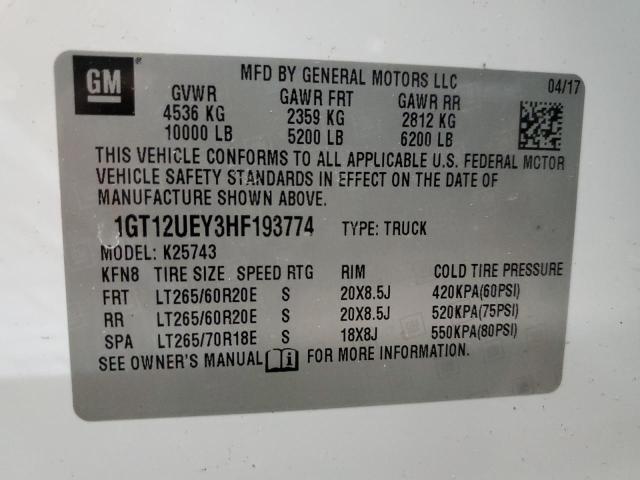 GM
MFD BY GENERAL MOTORS LLC 04/17
GVWR GAWR FRT GAWR RR
4536 KG 2359 KG 2812 KG
10000 LB 5200 LB 6200 LB
THIS VEHICLE CONFORMS TO ALL APPLICABLE U.S. FEDERAL MOTOR
VEHICLE SAFETY STANDARDS IN EFFECT ON THE DATE OF
MANUFACTURE SHOWN ABOVE.
1GT12UEY3HF193774 TYPE: TRUCK
MODEL: K25743
KFN8 TIRE SIZE SPEED RTG RIM COLD TIRE PRESSURE
FRT LT265/60R20E S 20X8.5J 420KPA(60PSI)
RR LT265/60R20E S 20X8.5J 520KPA(75PSI)
SPA LT265/70R18E S 18X8J 550KPA(80PSI)
SEE OWNER'S MANUAL FOR MORE INFORMATION.